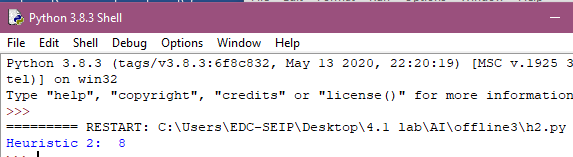 Python 3.8.3 Shell
File Edit Shell Debug Options Window Help
Python 3.8.3 (tags/v3.8.3:6f8c832, May 13 2020, 22:20:19) [MSC v.1925 3
tel)] on win32
Type "help", "copyright", "credits" or "license()" for more information
>>>
========= RESTART: C:\Users\EDC-SEIP\Desktop\4.1 lab\AI\offline3\h2.py
Heuristic 2:  8
>>>